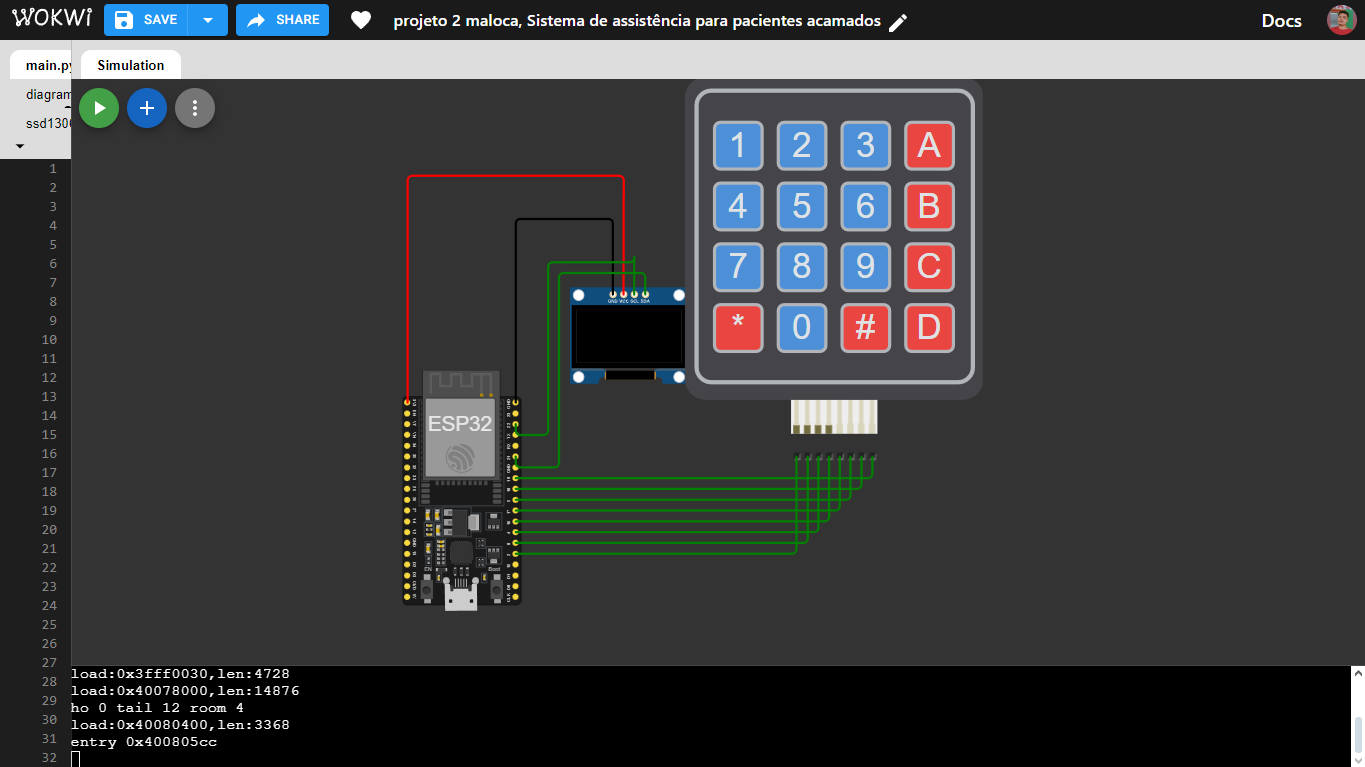 WOKWI SAVE SHARE projeto 2 maloca, Sistema de assistência para pacientes acamados Docs
main.py Simulation
diagram
ssd1306
1
2
3
4
5
6
7
8
9
10
11
12
13
14
15
16
17
18
19
20
21
22
23
24
25
26
27
28
29
30
31
32
1 2 3 A
4 5 6 B
7 8 9 C
* 0 # D
GND VCC SCL SDA
ESP32
EN Boot
load:0x3fff0030,len:4728
load:0x40078000,len:14876
ho 0 tail 12 room 4
load:0x40080400,len:3368
entry 0x400805cc